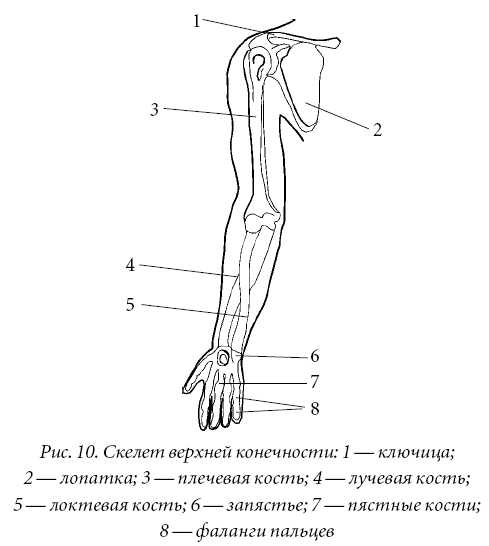 1
2
3
4
5
6
7
8
Рис. 10. Скелет верхней конечности: 1 — ключица;
2 — лопатка; 3 — плечевая кость; 4 — лучевая кость;
5 — локтевая кость; 6 — запястье; 7 — пястные кости;
8 — фаланги пальцев